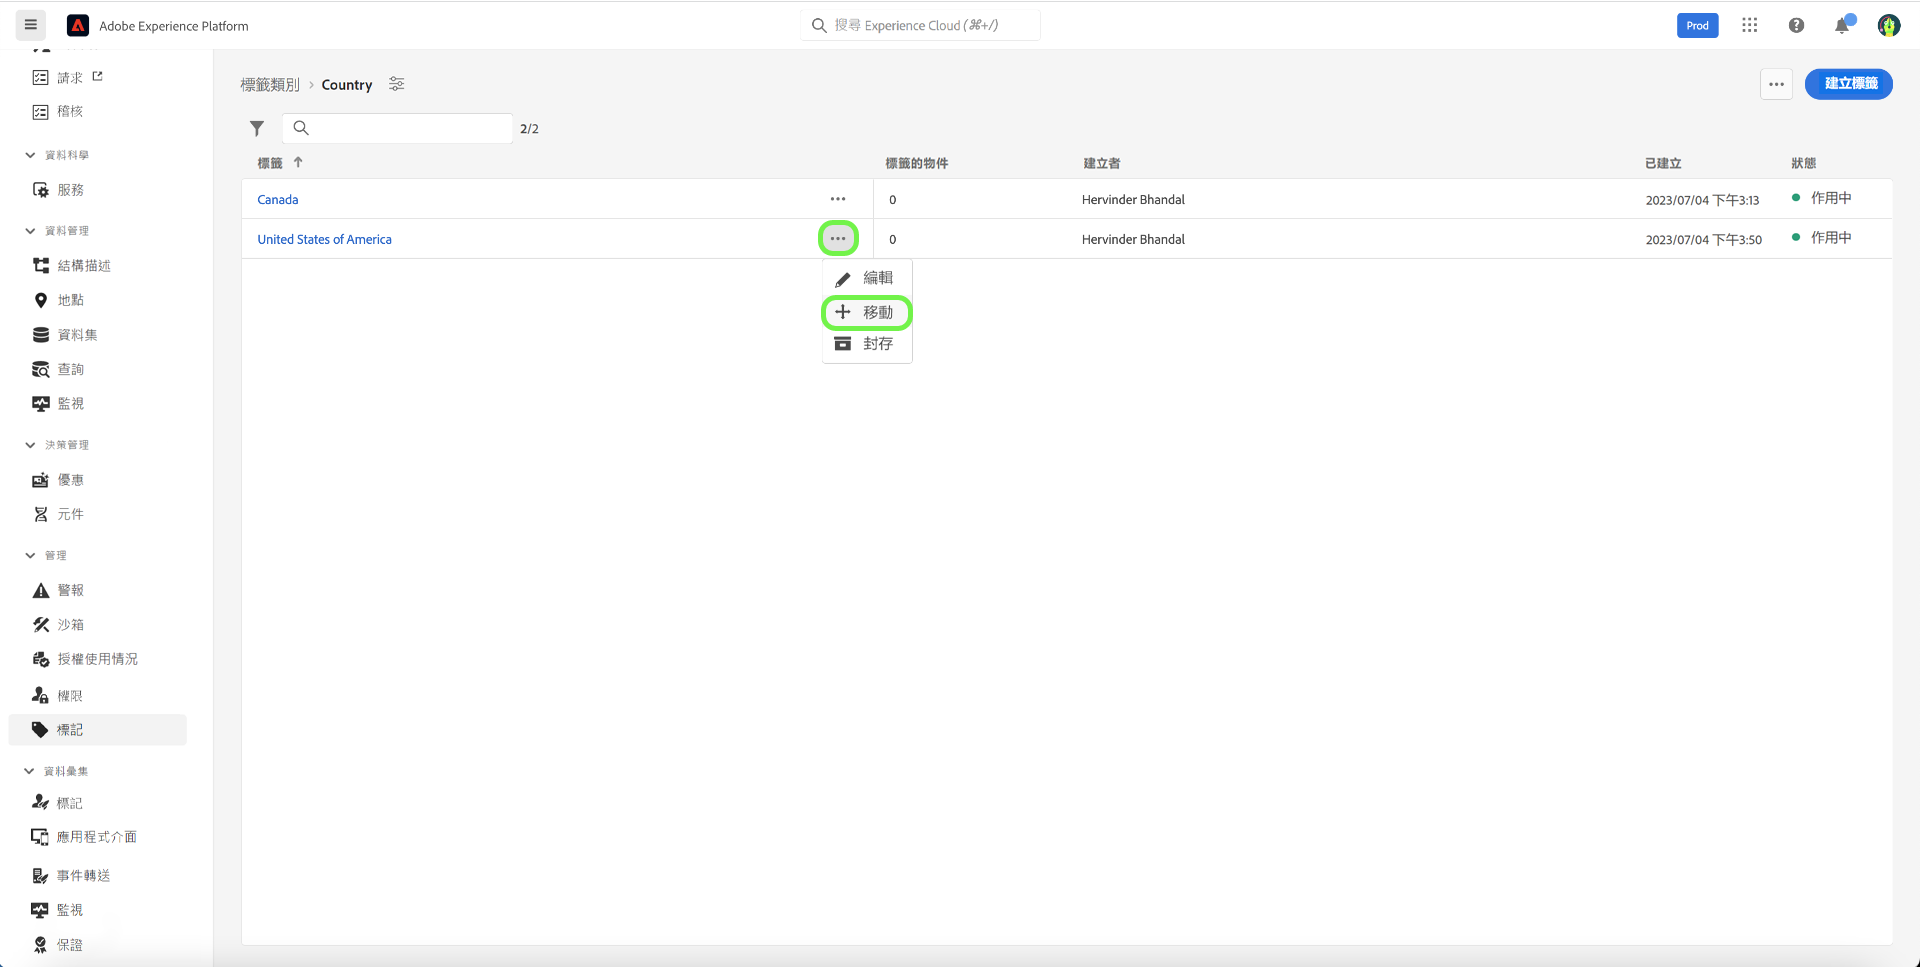 Adobe Experience Platform
搜尋 Experience Cloud (⌘+/)
Prod
請求
稽核
資料科學
服務
資料管理
結構描述
地點
資料集
查詢
監視
決策管理
優惠
元件
管理
警報
沙箱
授權使用情況
權限
標記
資料彙集
標記
應用程式介面
事件轉送
監視
保證
標籤類別 › Country
建立標籤
2/2
標籤 標籤的物件 建立者 已建立 狀態
Canada 0 Hervinder Bhandal 2023/07/04 下午3:13 作用中
United States of America 0 Hervinder Bhandal 2023/07/04 下午3:50 作用中
編輯
移動
封存